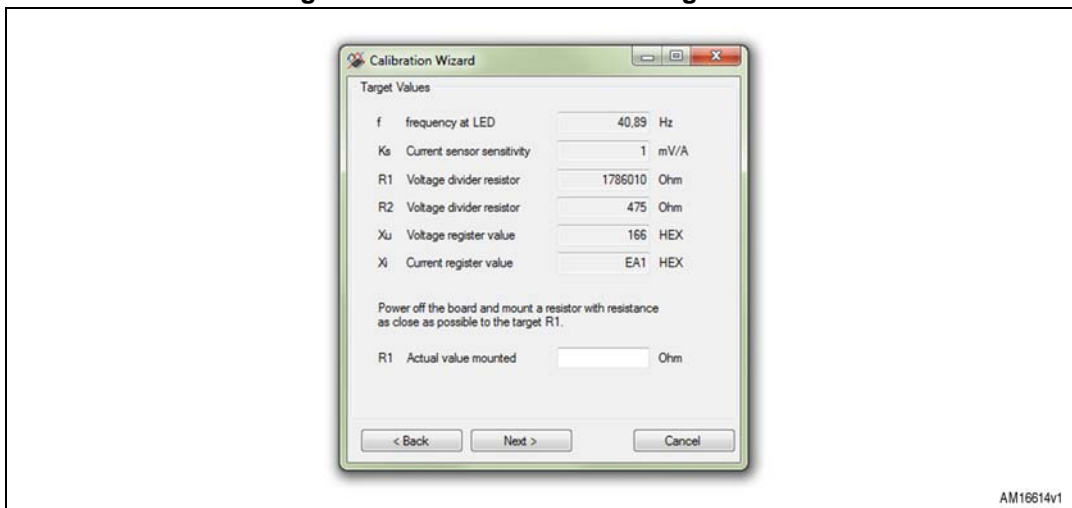 Calibration Wizard
Target Values
f frequency at LED 40,89 Hz
Ks Current sensor sensitivity 1 mV/A
R1 Voltage divider resistor 1786010 Ohm
R2 Voltage divider resistor 475 Ohm
Xu Voltage register value 166 HEX
Xi Current register value EA1 HEX
Power off the board and mount a resistor with resistance
as close as possible to the target R1.
R1 Actual value mounted Ohm
< Back Next > Cancel
AM16614v1